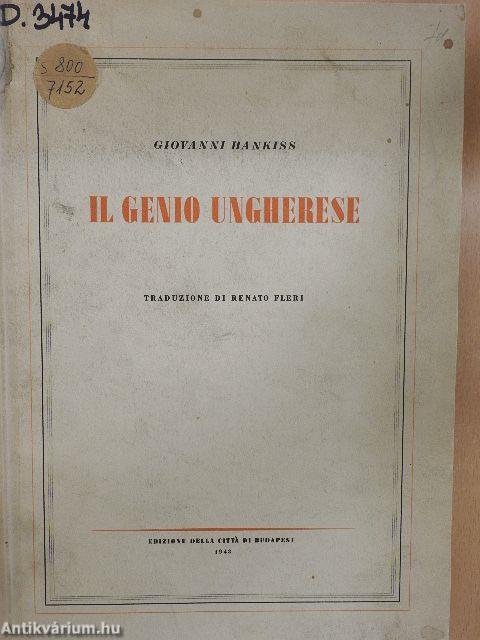 D. 3474
S 800
7152
GIOVANNI HANKISS
IL GENIO UNGHERESE
TRADUZIONE DI RENATO FLERI
EDIZIONE DELLA CITTÀ DI BUDAPEST
1943
Antikvárium.hu